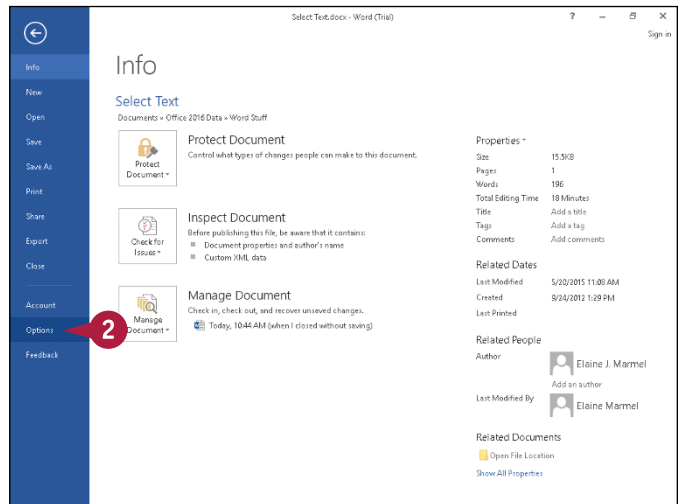 Select Text.docx - Word (Trial)
?
Sign in
Info
New
Open
Save
Save As
Print
Share
Export
Close
Account
Options
Feedback
2
Info
Select Text
Documents » Office 2016 Data » Word Stuff
Protect Document
Control what types of changes people can make to this document.
Protect
Document
Inspect Document
Before publishing this file, be aware that it contains:
Document properties and author's name
Custom XML data
Check for
Issues
Manage Document
Check in, check out, and recover unsaved changes.
Today, 10:44 AM (when I closed without saving)
Manage
Document
Properties
Size 15.5KB
Pages 1
Words 196
Total Editing Time 18 Minutes
Title Add a title
Tags Add a tag
Comments Add comments
Related Dates
Last Modified 5/20/2015 11:08 AM
Created 9/24/2012 1:29 PM
Last Printed
Related People
Author Elaine J. Marmel
Add an author
Last Modified By Elaine Marmel
Related Documents
Open File Location
Show All Properties